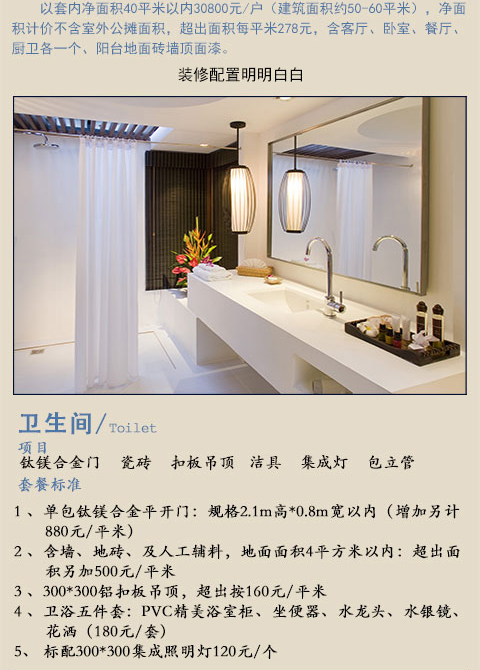 以套内净面积40平米以内30800元/户（建筑面积约50-60平米），净面
积计价不含室外公摊面积，超出面积每平米278元，含客厅、卧室、餐厅、
厨卫各一个、阳台地面砖墙顶面漆。
装修配置明明白白
卫生间/Toilet
项目
钛镁合金门 瓷砖 扣板吊顶 洁具 集成灯 包立管
套餐标准
1、单包钛镁合金平开门：规格2.1m高*0.8m宽以内（增加另计
880元/平米）
2、含墙、地砖、及人工辅料，地面面积4平方米以内：超出面
积另加500元/平米
3、300*300铝扣板吊顶，超出按160元/平米
4、卫浴五件套：PVC精美浴室柜、坐便器、水龙头、水银镜、
花洒（180元/套）
5、标配300*300集成照明灯120元/个